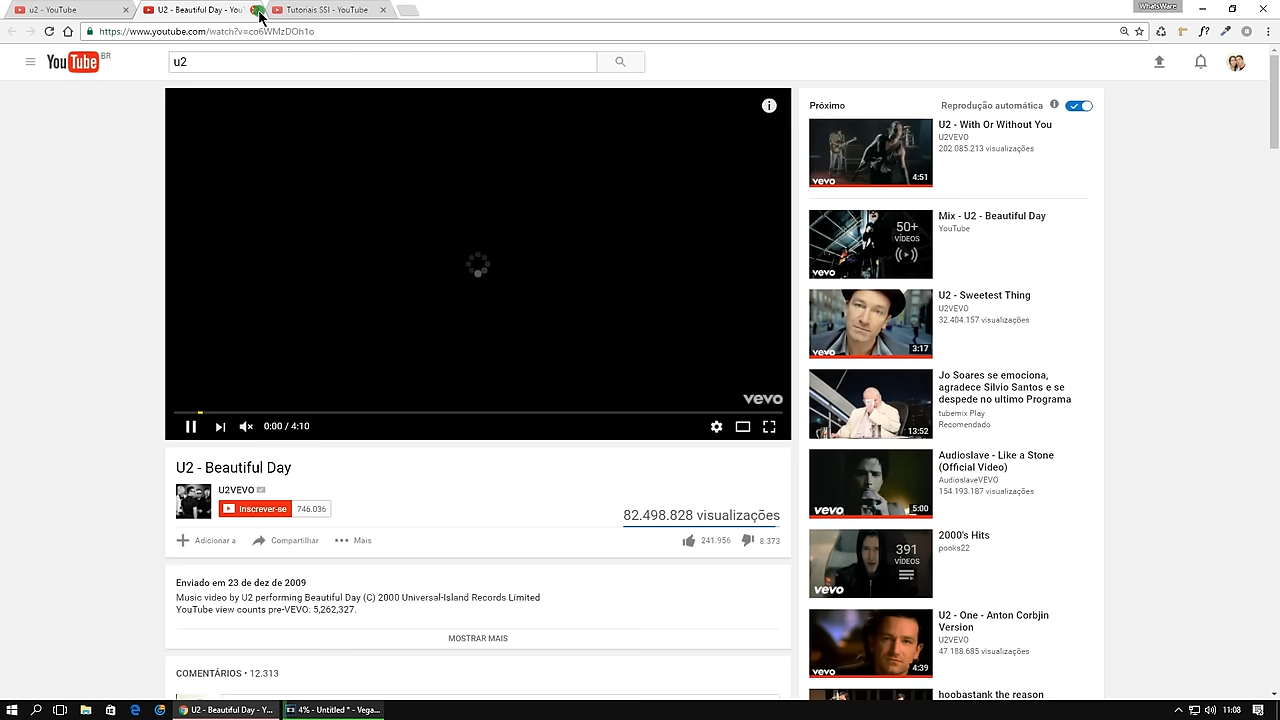 u2 - YouTube
U2 - Beautiful Day - You
Tutoriais SSI - YouTube
WhatsWare
https://www.youtube.com/watch?v=co6WMzDOh1o
YouTube BR
u2
Próximo
Reprodução automática
U2 - With Or Without You
U2VEVO
202.085.213 visualizações
vevo
4:51
Mix - U2 - Beautiful Day
YouTube
50+
VÍDEOS
vevo
U2 - Sweetest Thing
U2VEVO
32.404.157 visualizações
vevo
3:17
Jo Soares se emociona,
agradece Silvio Santos e se
despede no ultimo Programa
tubemix Play
Recomendado
13:52
Audioslave - Like a Stone
(Official Video)
AudioslaveVEVO
154.193.187 visualizações
vevo
5:00
2000's Hits
pooks22
391
VÍDEOS
vevo
U2 - One - Anton Corbjin
Version
U2VEVO
47.188.685 visualizações
vevo
4:39
hoobastank the reason
vevo
0:00 / 4:10
U2 - Beautiful Day
U2VEVO
Inscrever-se
746.036
82.498.828 visualizações
Adicionar a
Compartilhar
Mais
241.956
8.373
Enviado em 23 de dez de 2009
Music video by U2 performing Beautiful Day (C) 2000 Universal-Island Records Limited
YouTube view counts pre-VEVO: 5,262,327.
MOSTRAR MAIS
COMENTÁRIOS • 12.313
U2 - Beautiful Day - Y...
4% - Untitled * - Vega...
11:08